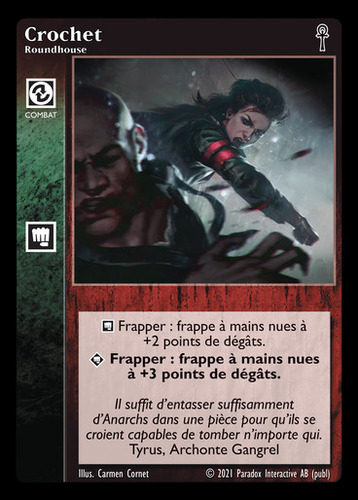 Crochet
Roundhouse
COMBAT
Frapper : frappe à mains nues à
+2 points de dégâts.
Frapper : frappe à mains nues
à +3 points de dégâts.
Il suffit d'entasser suffisamment
d'Anarchs dans une pièce pour qu'ils se
croient capables de tomber n'importe qui.
Tyrus, Archonte Gangrel
Illus. Carmen Cornet
© 2021 Paradox Interactive AB (publ)